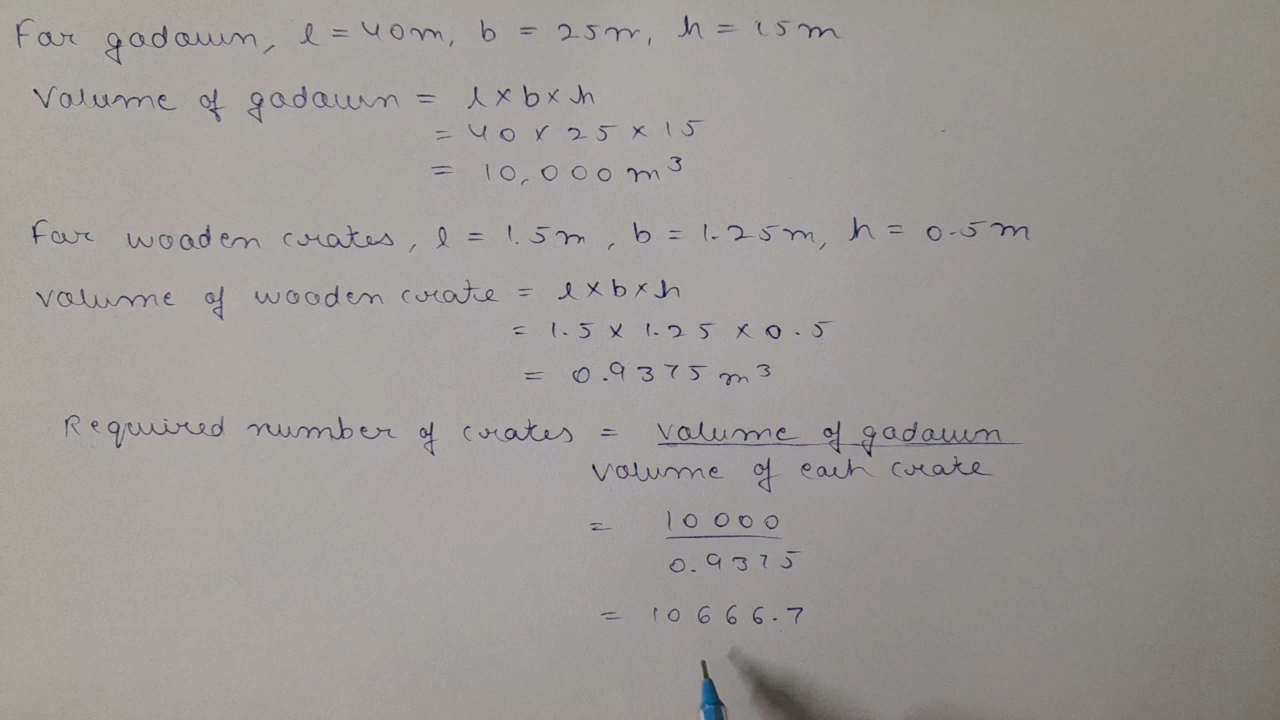 For godown, l = 40m, b = 25m, h = 15m
Volume of godown = l × b × h
= 40 × 25 × 15
= 10,000 m³
For wooden crates, l = 1.5m, b = 1.25m, h = 0.5m
volume of wooden crate = l × b × h
= 1.5 × 1.25 × 0.5
= 0.9375 m³
Required number of crates = volume of godown
volume of each crate
= 10000
0.9375
= 10666.7